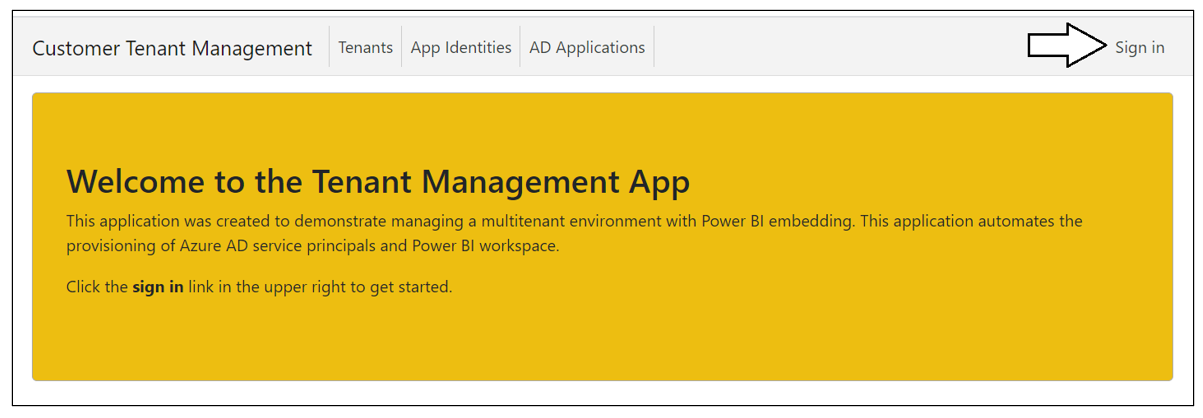 Customer Tenant Management Tenants App Identities AD Applications Sign in
Welcome to the Tenant Management App
This application was created to demonstrate managing a multitenant environment with Power BI embedding. This application automates the
provisioning of Azure AD service principals and Power BI workspace.
Click the sign in link in the upper right to get started.